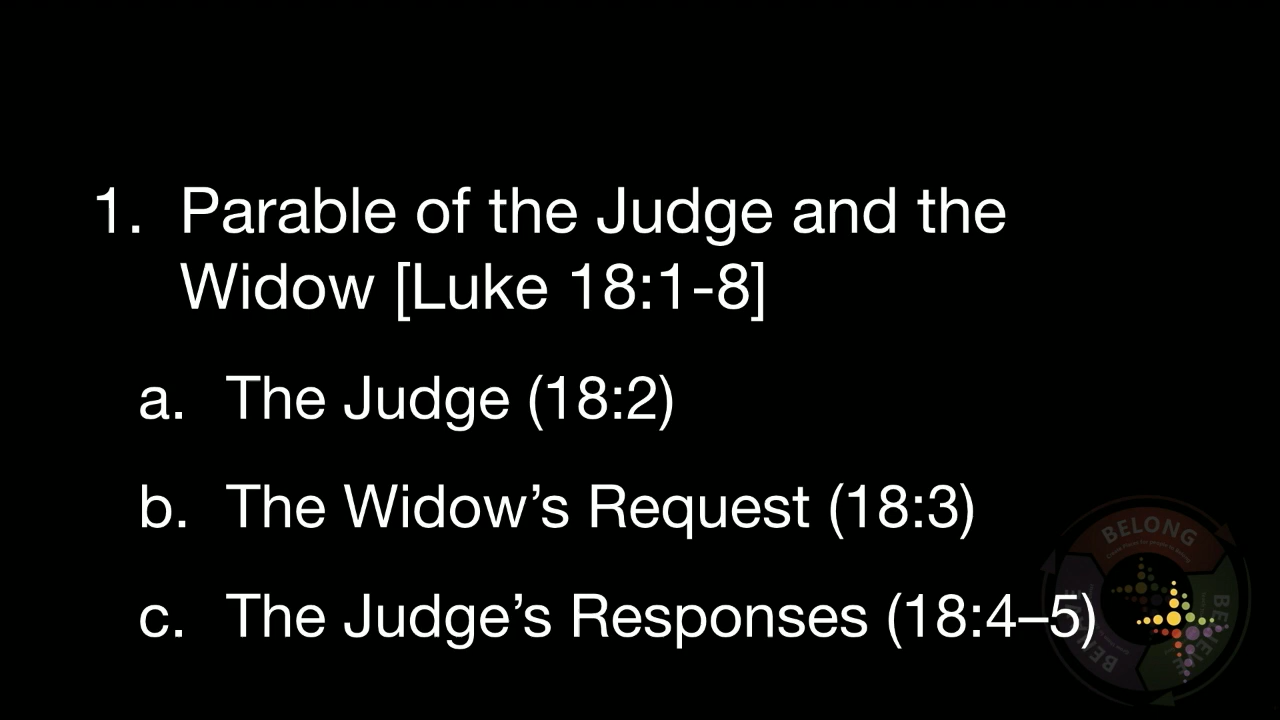 1. Parable of the Judge and the
Widow [Luke 18:1-8]
a. The Judge (18:2)
b. The Widow’s Request (18:3)
c. The Judge’s Responses (18:4–5)
BELONG